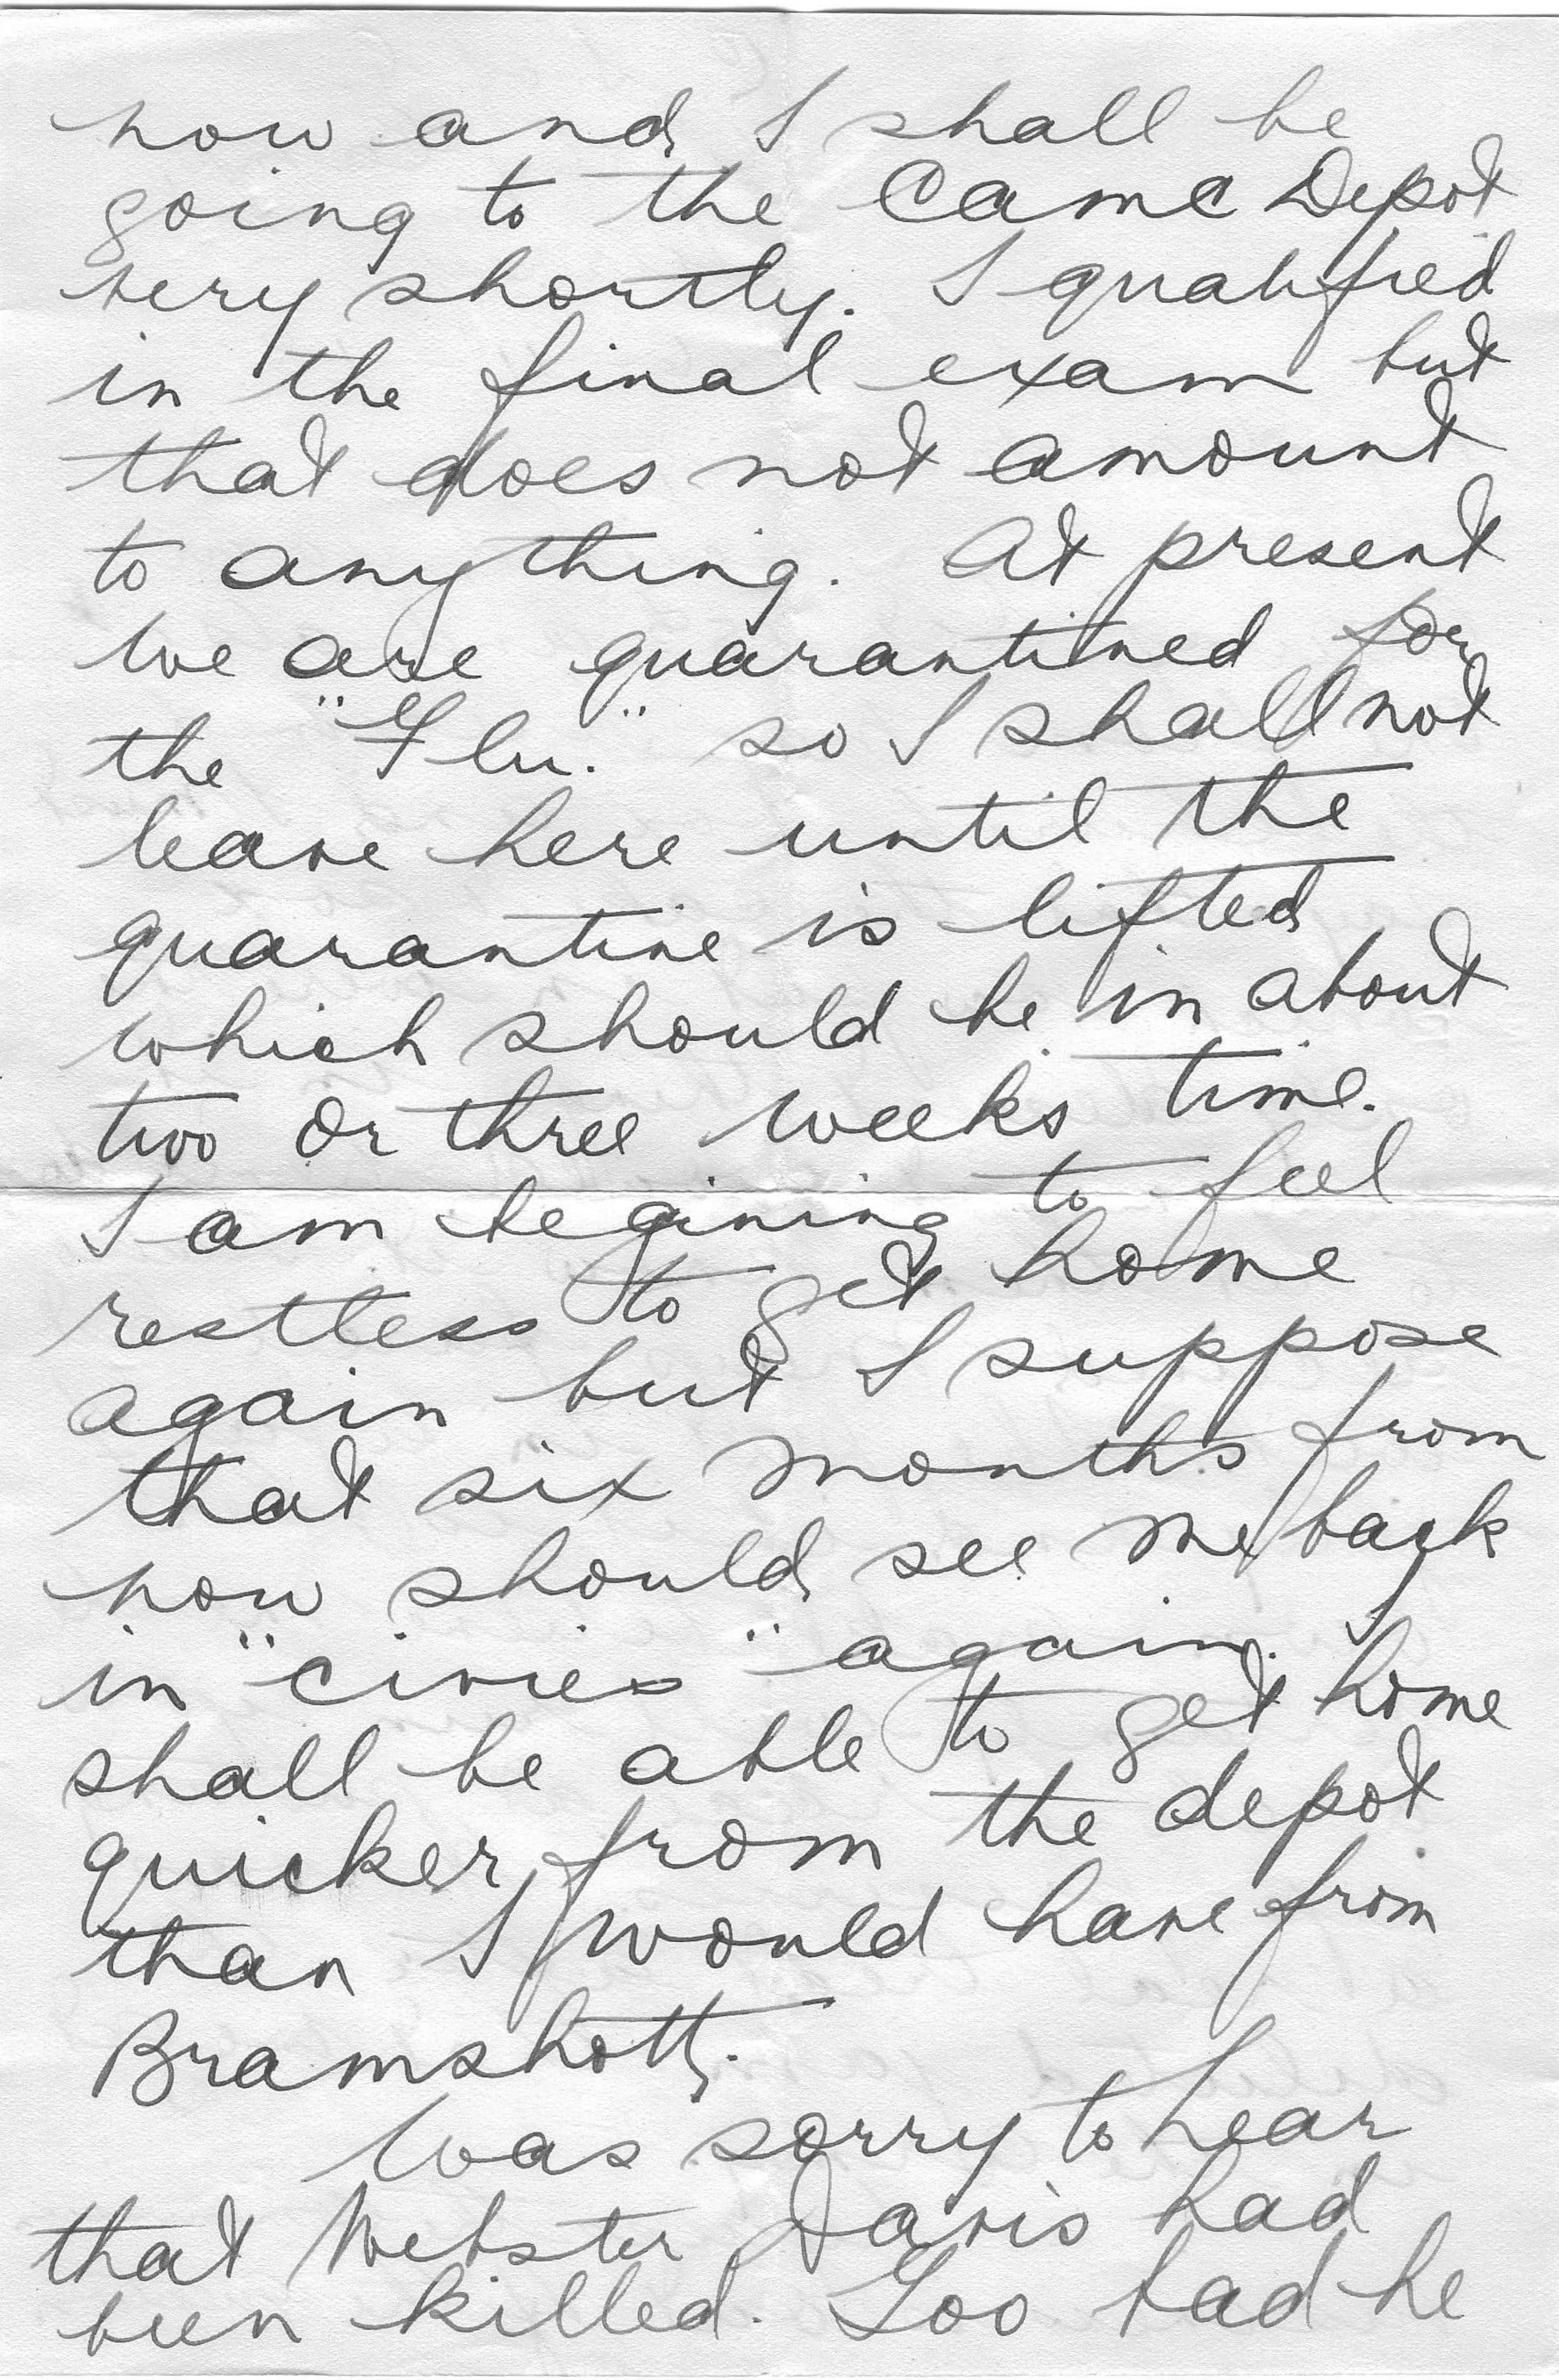 now and I shall be
going to the C.A.M.C Depot
very shortly. I qualified
in the final exam but
that does not amount
to anything. At present
we are quarantined for
the "Flu." so I shall not
leave here until the
quarantine is lifted
which should be in about
two or three weeks time.
I am begining to feel
restless to get home
again but I suppose
that six months from
now should see me back
in "civies" again. I
shall be able to get home
quicker from the depot
than I would have from
Bramshott.
Was sorry to hear
that Webster Davis had
been killed. Too bad he